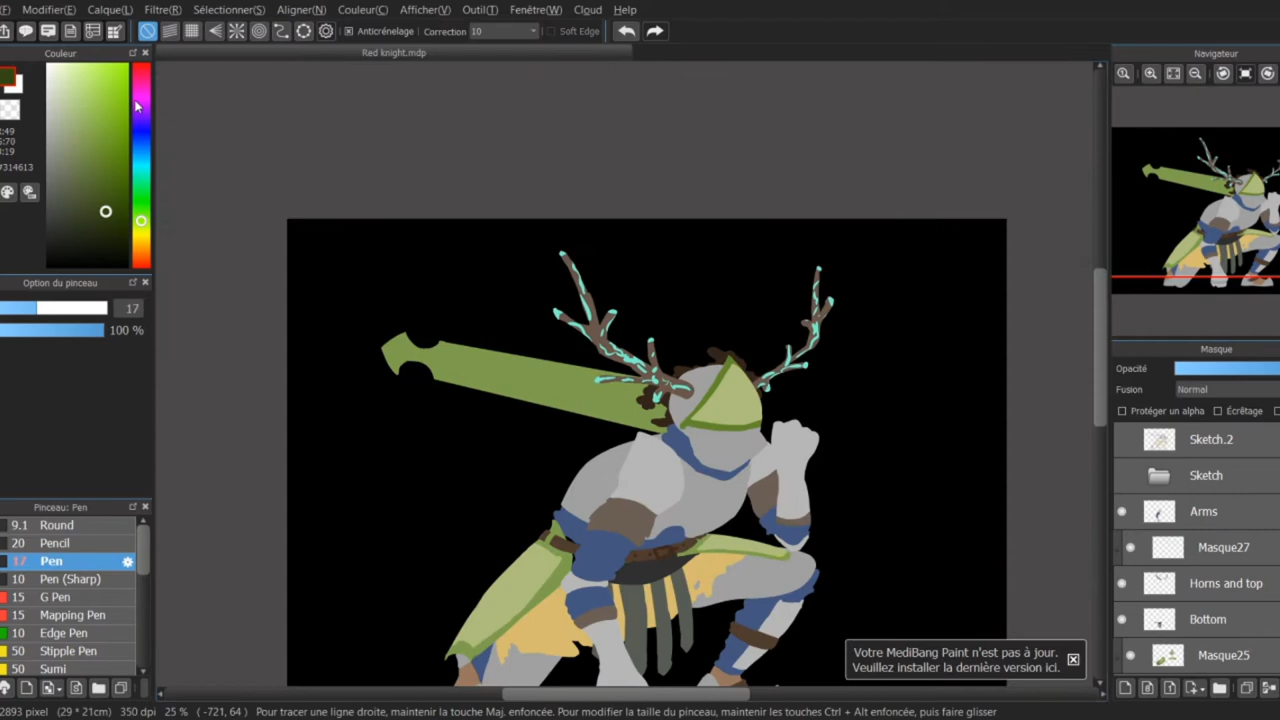 Modifier(E) Calque(L) Filtre(R) Sélectionner(S) Aligner(N) Couleur(C) Afficher(V) Outil(T) Fenêtre(W) Cloud Help
Anticrénelage Correction 10 Soft Edge
Couleur
Red knight.mdp
Navigateur
:49
:70
:19
#314613
Option du pinceau
17
100 %
Masque
Opacité
Fusion Normal
Protéger un alpha Écrêtage
Sketch.2
Sketch
Arms
Masque27
Horns and top
Bottom
Masque25
Pinceau: Pen
9.1 Round
20 Pencil
17 Pen
10 Pen (Sharp)
15 G Pen
15 Mapping Pen
10 Edge Pen
50 Stipple Pen
50 Sumi
Votre MediBang Paint n'est pas à jour.
Veuillez installer la dernière version ici.
2893 pixel (29 * 21cm) 350 dpi 25 % (-721, 64) Pour tracer une ligne droite, maintenir la touche Maj. enfoncée. Pour modifier la taille du pinceau, maintenir les touches Ctrl + Alt enfoncée, puis faire glisser